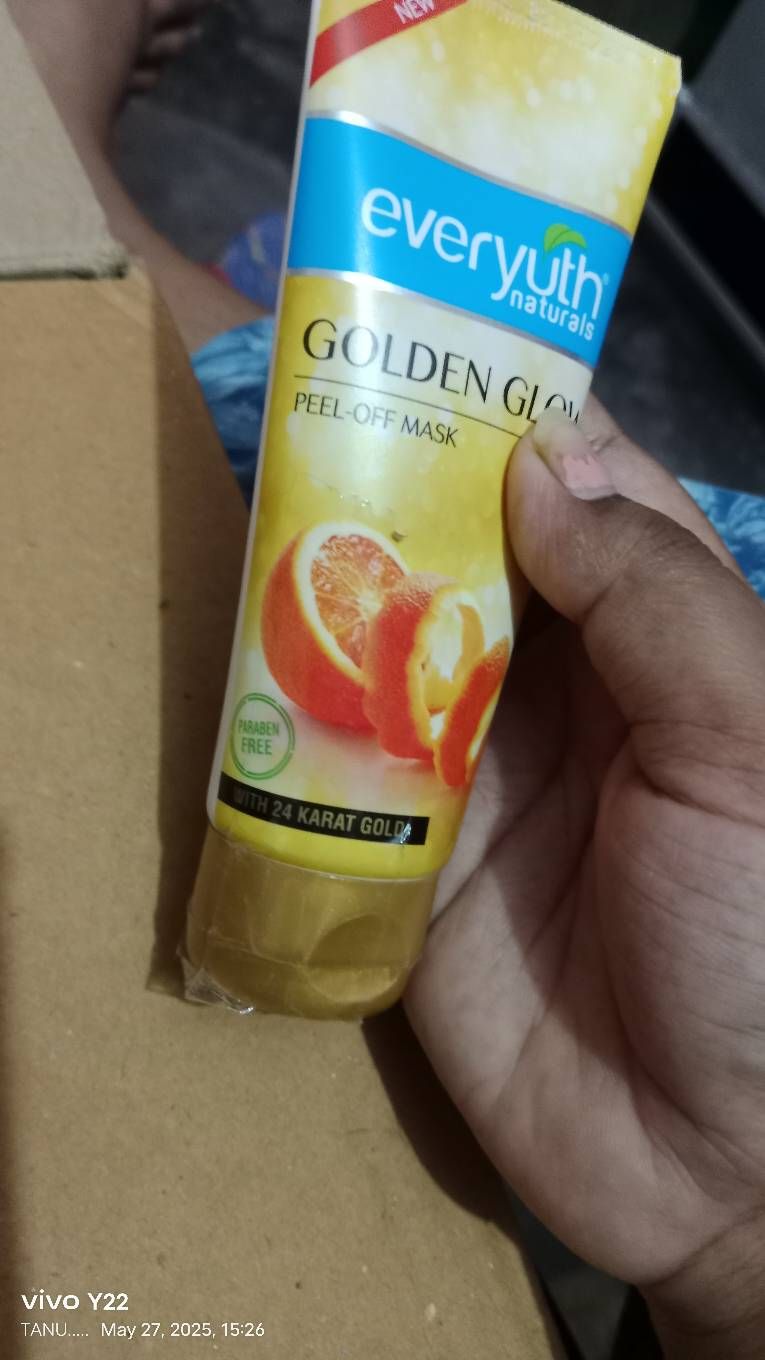 NEW
everyuth®
naturals
GOLDEN GLOW
PEEL-OFF MASK
PARABEN
FREE
WITH 24 KARAT GOLD
vivo Y22
TANU..... May 27, 2025, 15:26